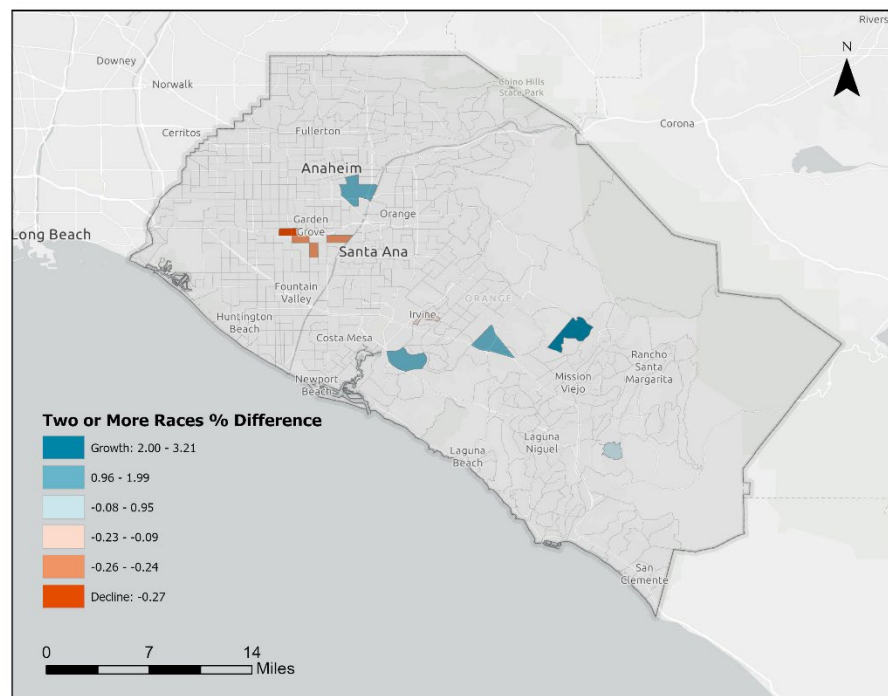 Downey
Norwalk
Cerritos
Long Beach
Fullerton
Anaheim
Garden
Grove
Orange
Santa Ana
Fountain
Valley
Huntington
Beach
Costa Mesa
Newport
Beach
Irvine
ORANGE
Chino Hills
State Park
Corona
Rivers
N
Rancho
Santa
Margarita
Mission
Viejo
Laguna
Beach
Laguna
Niguel
San
Clemente
Two or More Races % Difference
Growth: 2.00 - 3.21
0.96 - 1.99
-0.08 - 0.95
-0.23 - -0.09
-0.26 - -0.24
Decline: -0.27
0 7 14
Miles